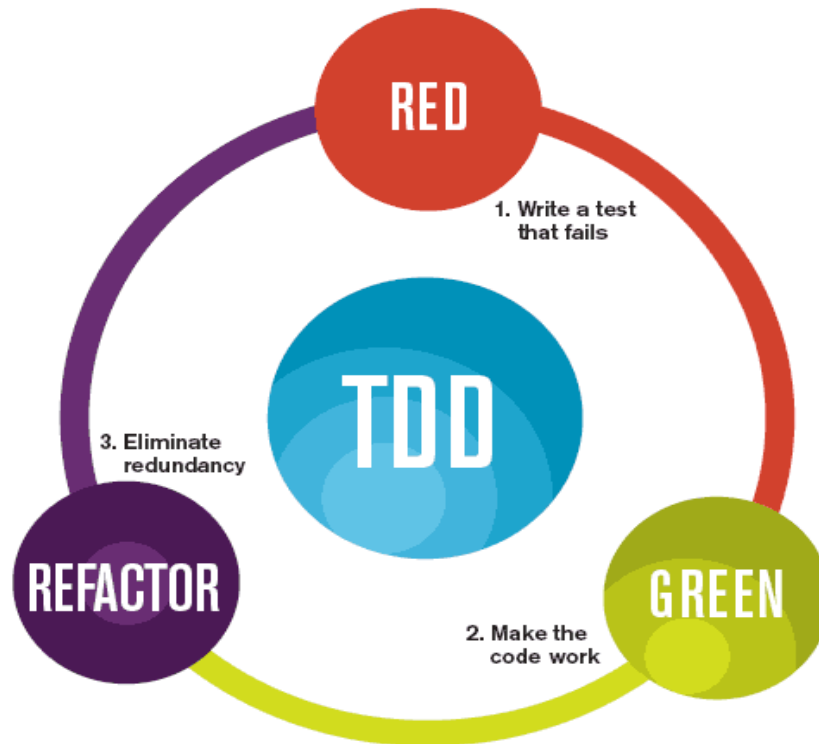 RED
1. Write a test
that fails
TDD
3. Eliminate
redundancy
REFACTOR
GREEN
2. Make the
code work